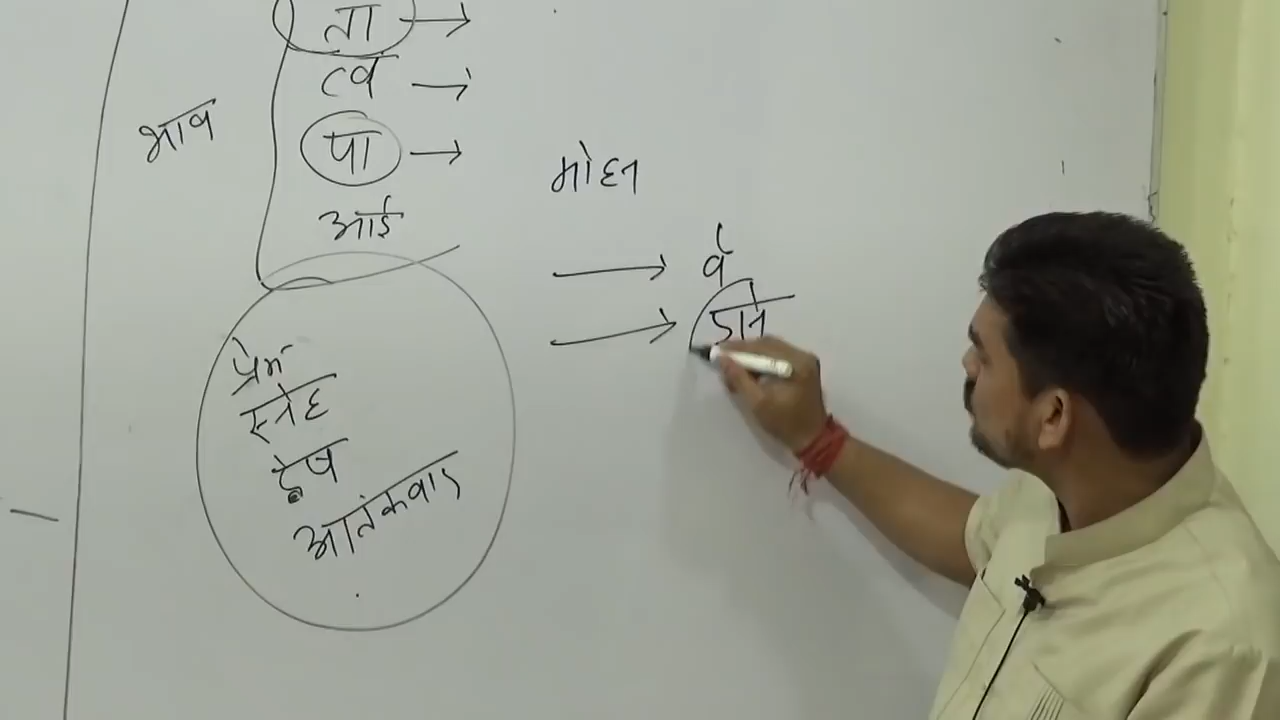 ता
त्व
भाव
पा
मोहन
आई
प्रेम
स्नेह
द्वेष
आतंकवाद